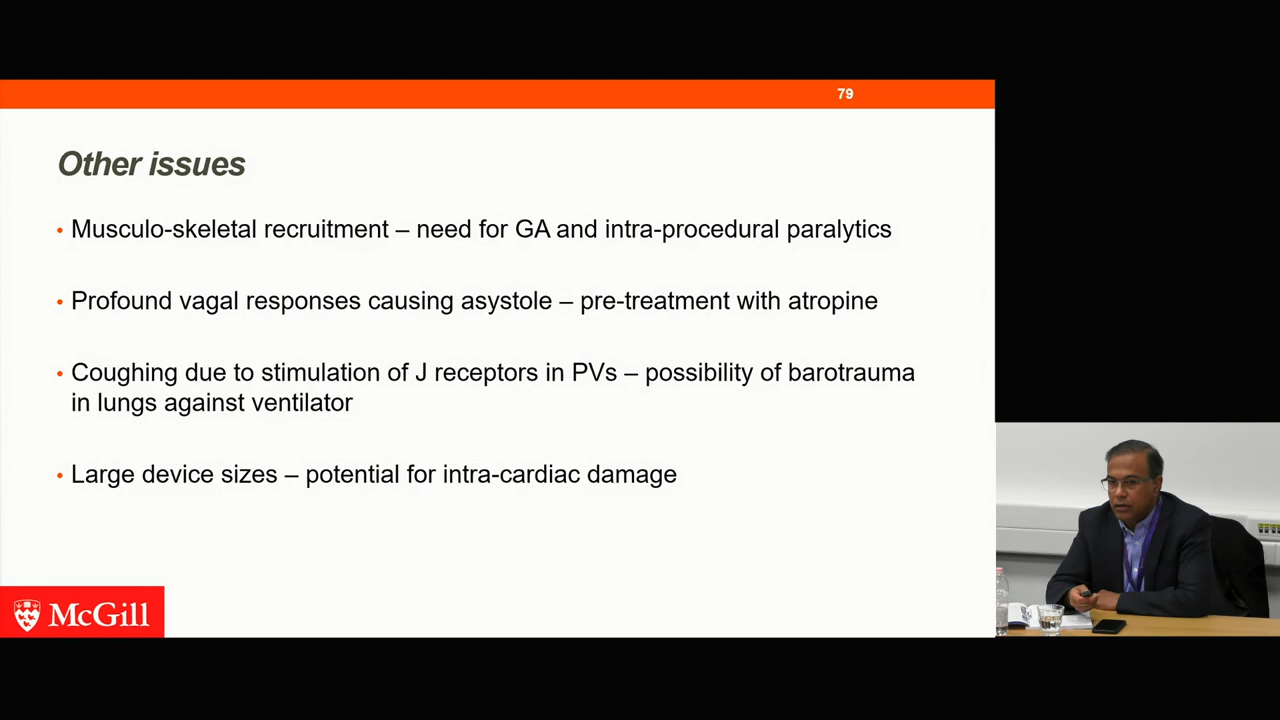 79
Other issues
• Musculo-skeletal recruitment – need for GA and intra-procedural paralytics
• Profound vagal responses causing asystole – pre-treatment with atropine
• Coughing due to stimulation of J receptors in PVs – possibility of barotrauma
in lungs against ventilator
• Large device sizes – potential for intra-cardiac damage
McGill